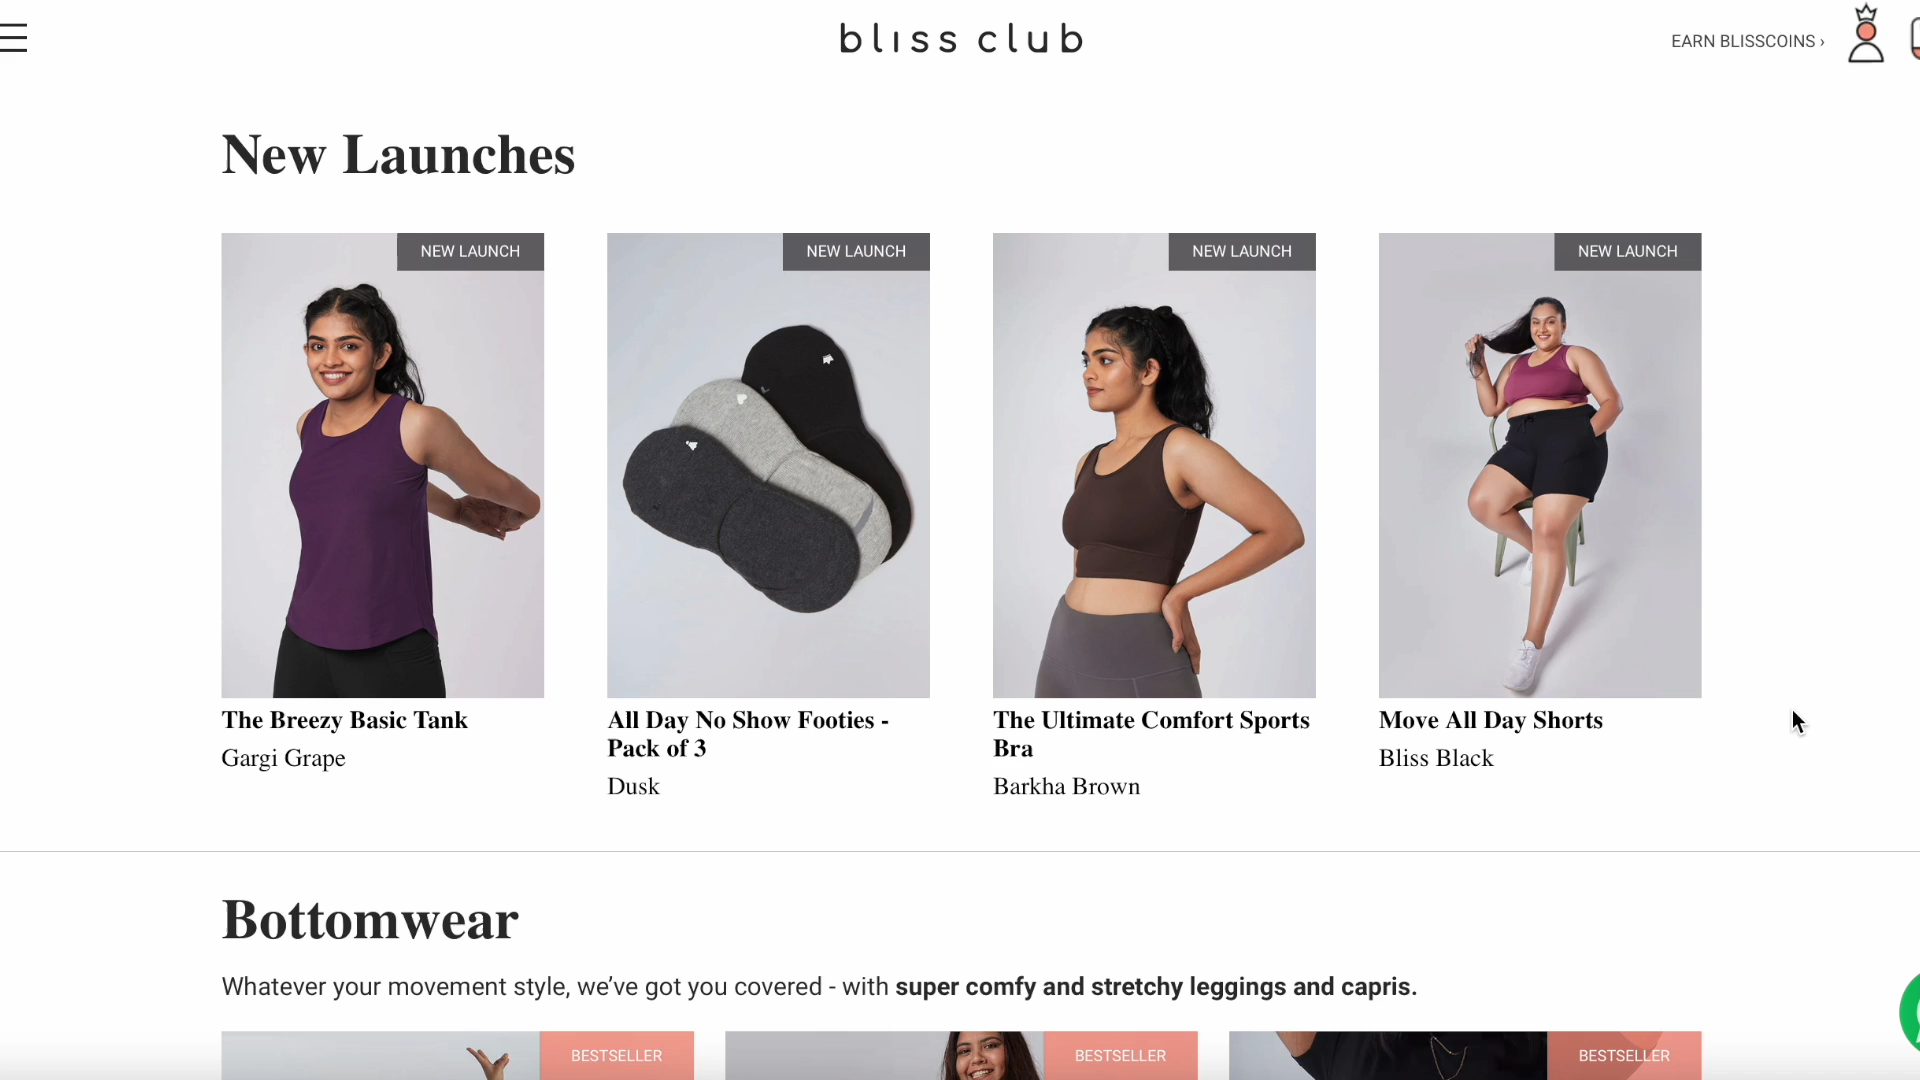 bliss club
EARN BLISSCOINS ›
New Launches
NEW LAUNCH
NEW LAUNCH
NEW LAUNCH
NEW LAUNCH
The Breezy Basic Tank
Gargi Grape
All Day No Show Footies -
Pack of 3
Dusk
The Ultimate Comfort Sports
Bra
Barkha Brown
Move All Day Shorts
Bliss Black
Bottomwear
Whatever your movement style, we’ve got you covered - with super comfy and stretchy leggings and capris.
BESTSELLER
BESTSELLER
BESTSELLER